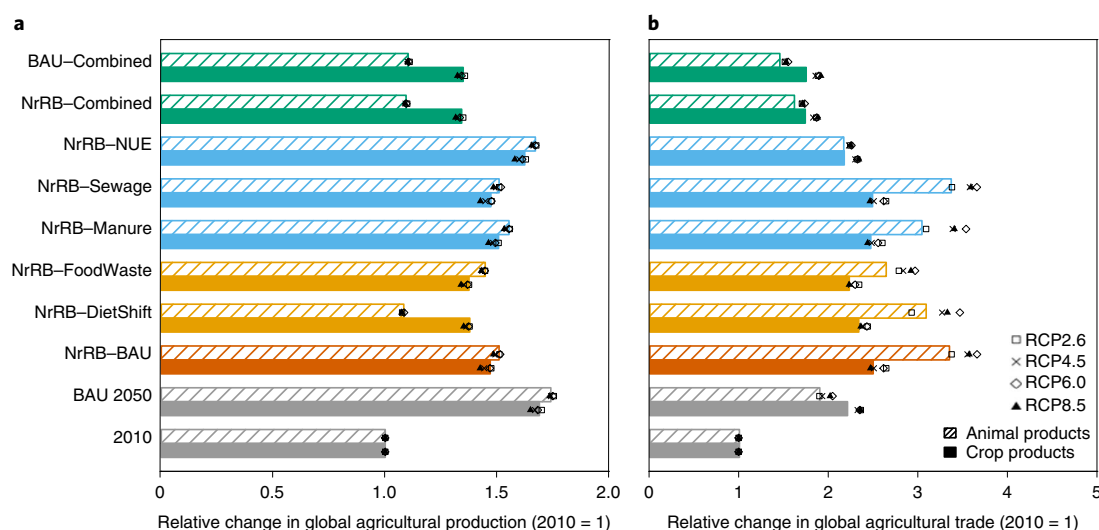 a
b
BAU–Combined
NrRB–Combined
NrRB–NUE
NrRB–Sewage
NrRB–Manure
NrRB–FoodWaste
NrRB–DietShift
NrRB–BAU
BAU 2050
2010
RCP2.6
RCP4.5
RCP6.0
RCP8.5
Animal products
Crop products
0 0.5 1.0 1.5 2.0
0 1 2 3 4 5
Relative change in global agricultural production (2010 = 1)
Relative change in global agricultural trade (2010 = 1)